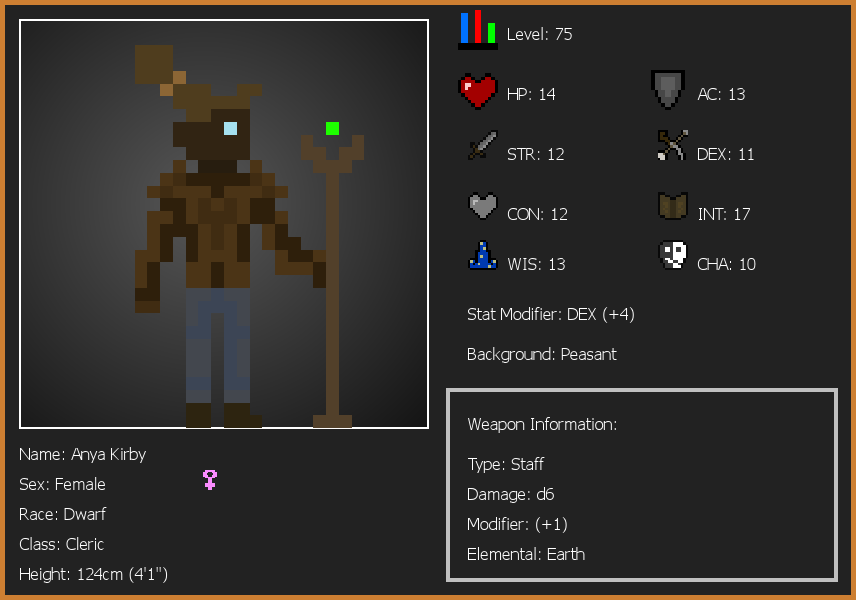 Level: 75
HP: 14
AC: 13
STR: 12
DEX: 11
CON: 12
INT: 17
WIS: 13
CHA: 10
Stat Modifier: DEX (+4)
Background: Peasant
Weapon Information:
Type: Staff
Damage: d6
Modifier: (+1)
Elemental: Earth
Name: Anya Kirby
Sex: Female
Race: Dwarf
Class: Cleric
Height: 124cm (4'1")